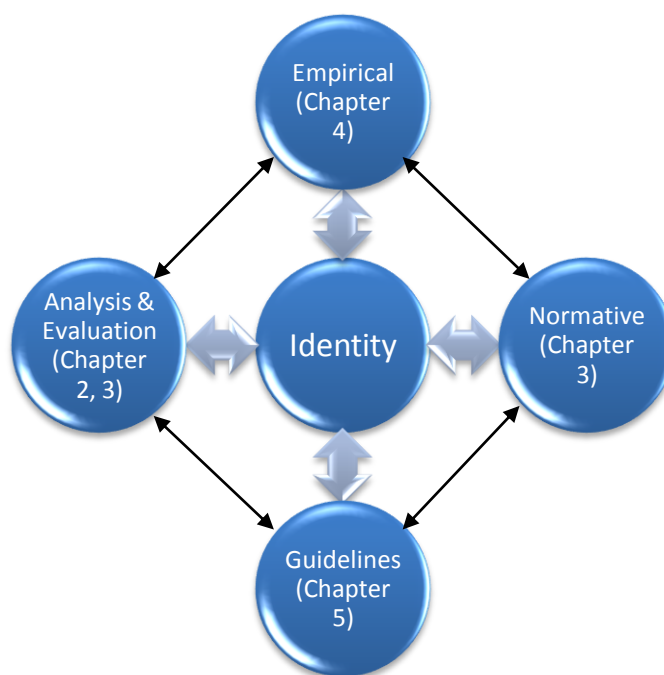 Empirical
(Chapter
4)
Analysis &
Evaluation
(Chapter
2, 3)
Identity
Normative
(Chapter
3)
Guidelines
(Chapter
5)